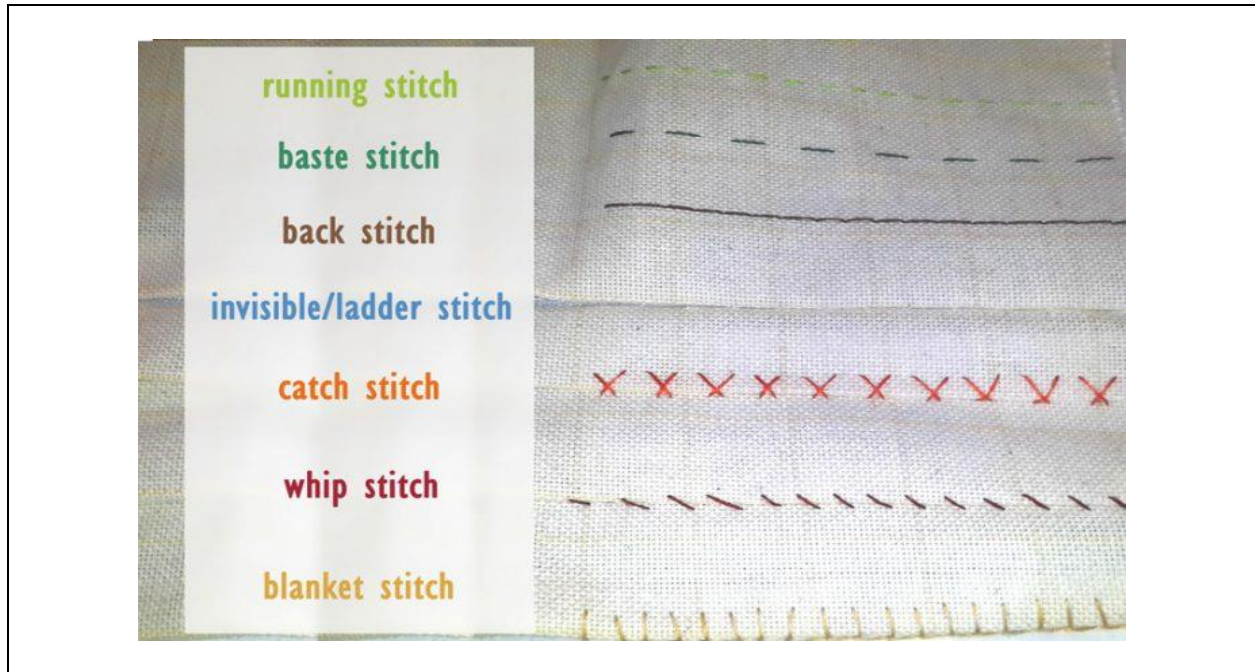 running stitch
baste stitch
back stitch
invisible/ladder stitch
catch stitch
whip stitch
blanket stitch